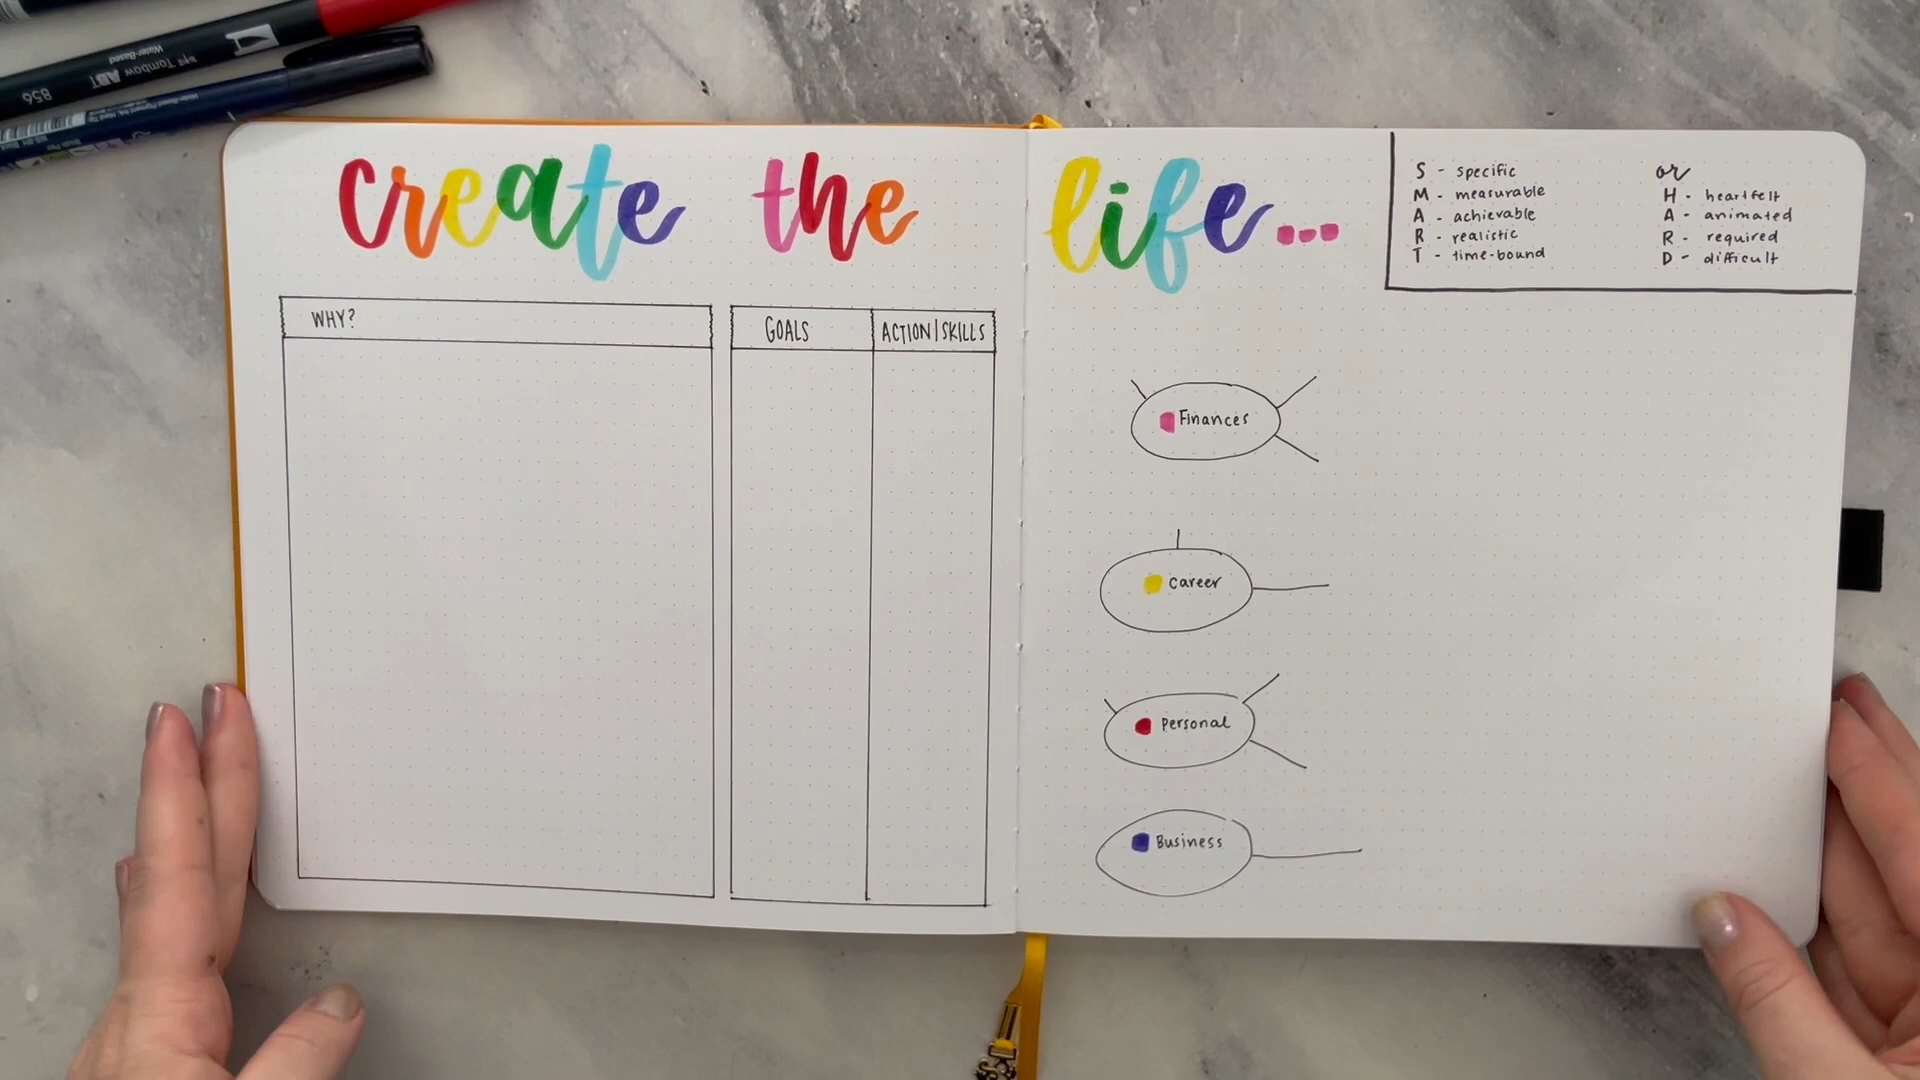 856
Tombow ABT
Water-Based
create the life...
WHY?
GOALS
ACTION/SKILLS
S - specific
M - measurable
A - achievable
R - realistic
T - time-bound
or
H - heartfelt
A - animated
R - required
D - difficult
Finances
career
Personal
Business